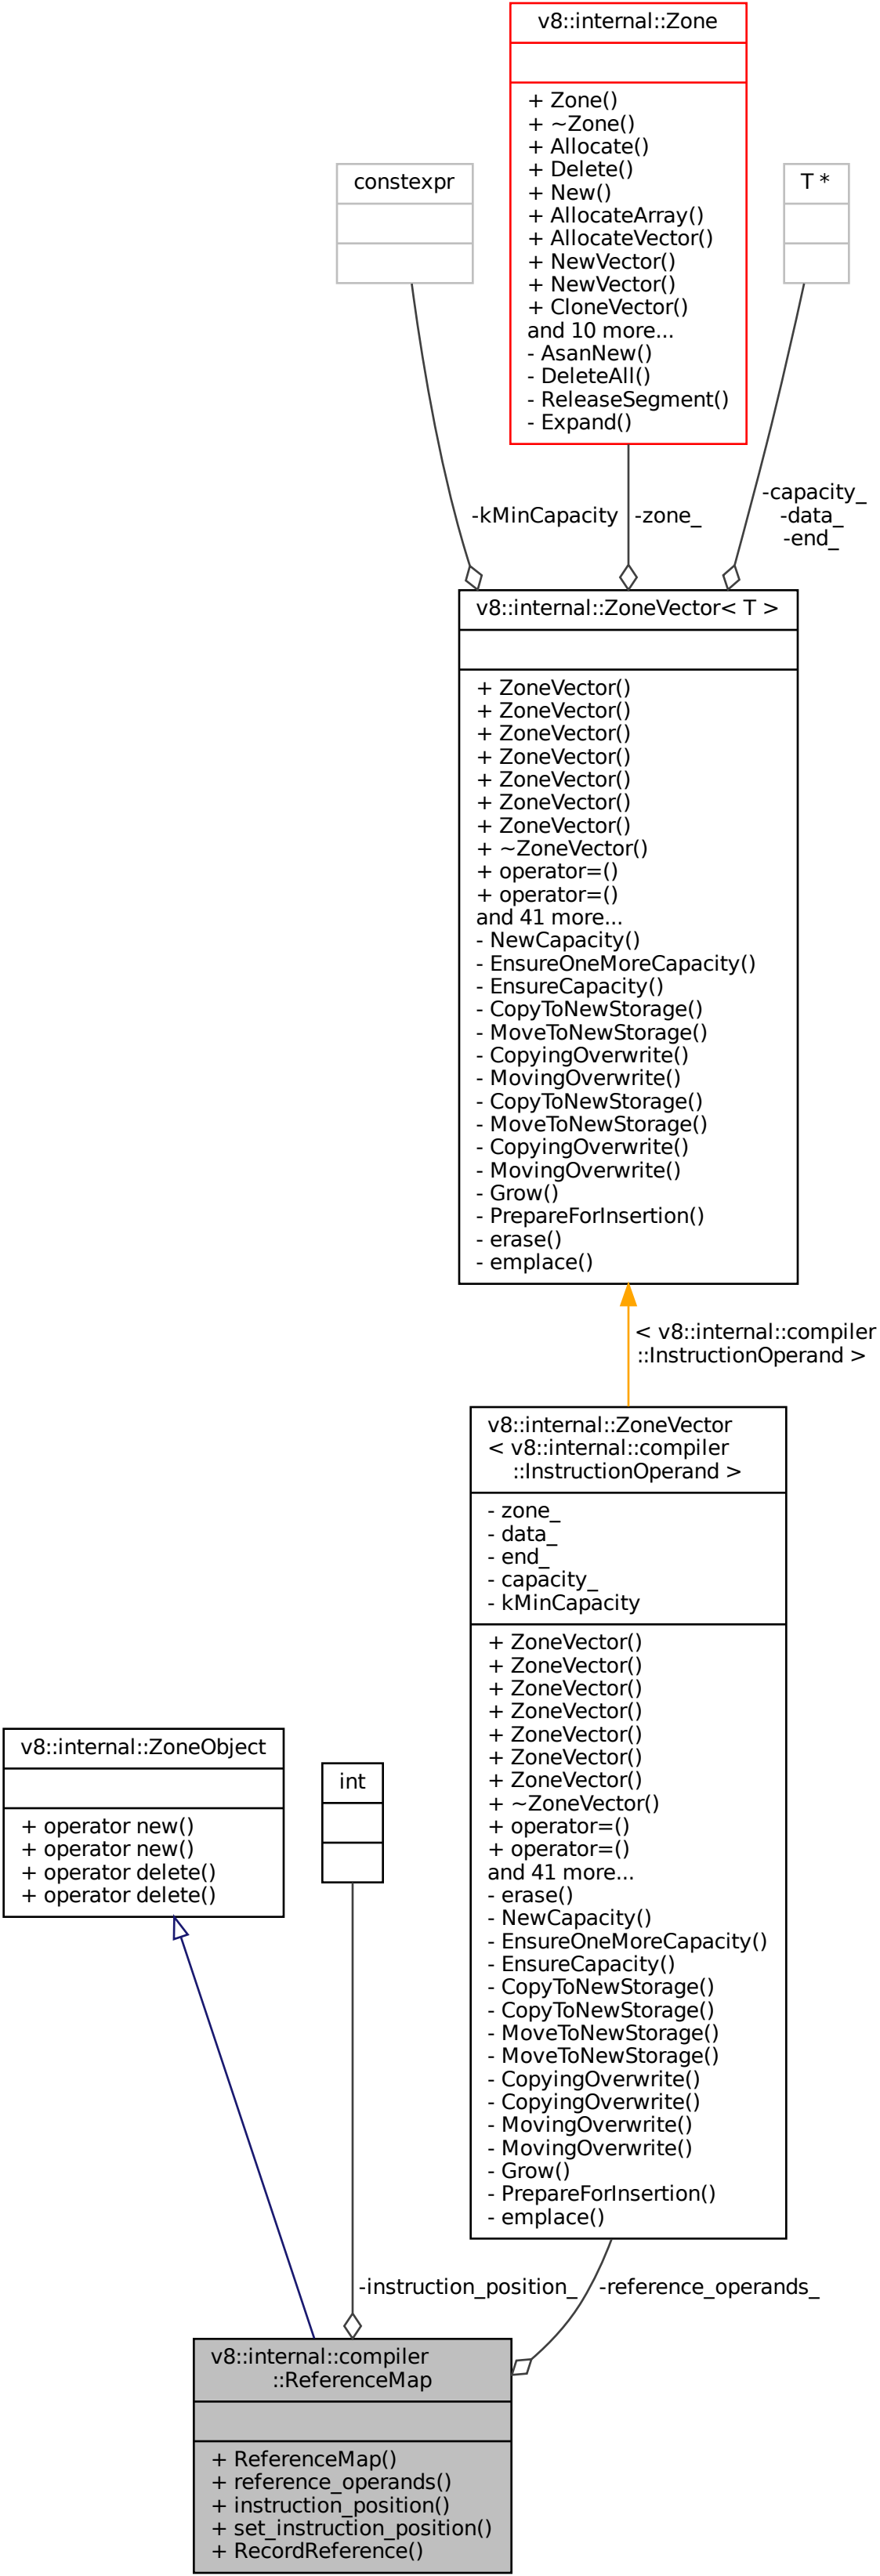 v8::internal::Zone
+ Zone()
+ ~Zone()
+ Allocate()
+ Delete()
+ New()
+ AllocateArray()
+ AllocateVector()
+ NewVector()
+ NewVector()
+ CloneVector()
and 10 more...
- AsanNew()
- DeleteAll()
- ReleaseSegment()
- Expand()
constexpr
T *
-kMinCapacity
-zone_
-capacity_
-data_
-end_
v8::internal::ZoneVector< T >
+ ZoneVector()
+ ZoneVector()
+ ZoneVector()
+ ZoneVector()
+ ZoneVector()
+ ZoneVector()
+ ZoneVector()
+ ~ZoneVector()
+ operator=()
+ operator=()
and 41 more...
- NewCapacity()
- EnsureOneMoreCapacity()
- EnsureCapacity()
- CopyToNewStorage()
- MoveToNewStorage()
- CopyingOverwrite()
- MovingOverwrite()
- CopyToNewStorage()
- MoveToNewStorage()
- CopyingOverwrite()
- MovingOverwrite()
- Grow()
- PrepareForInsertion()
- erase()
- emplace()
< v8::internal::compiler
::InstructionOperand >
v8::internal::ZoneVector
< v8::internal::compiler
::InstructionOperand >
- zone_
- data_
- end_
- capacity_
- kMinCapacity
+ ZoneVector()
+ ZoneVector()
+ ZoneVector()
+ ZoneVector()
+ ZoneVector()
+ ZoneVector()
+ ZoneVector()
+ ~ZoneVector()
+ operator=()
+ operator=()
and 41 more...
- erase()
- NewCapacity()
- EnsureOneMoreCapacity()
- EnsureCapacity()
- CopyToNewStorage()
- CopyToNewStorage()
- MoveToNewStorage()
- MoveToNewStorage()
- CopyingOverwrite()
- CopyingOverwrite()
- MovingOverwrite()
- MovingOverwrite()
- Grow()
- PrepareForInsertion()
- emplace()
v8::internal::ZoneObject
+ operator new()
+ operator new()
+ operator delete()
+ operator delete()
int
-instruction_position_
-reference_operands_
v8::internal::compiler
::ReferenceMap
+ ReferenceMap()
+ reference_operands()
+ instruction_position()
+ set_instruction_position()
+ RecordReference()